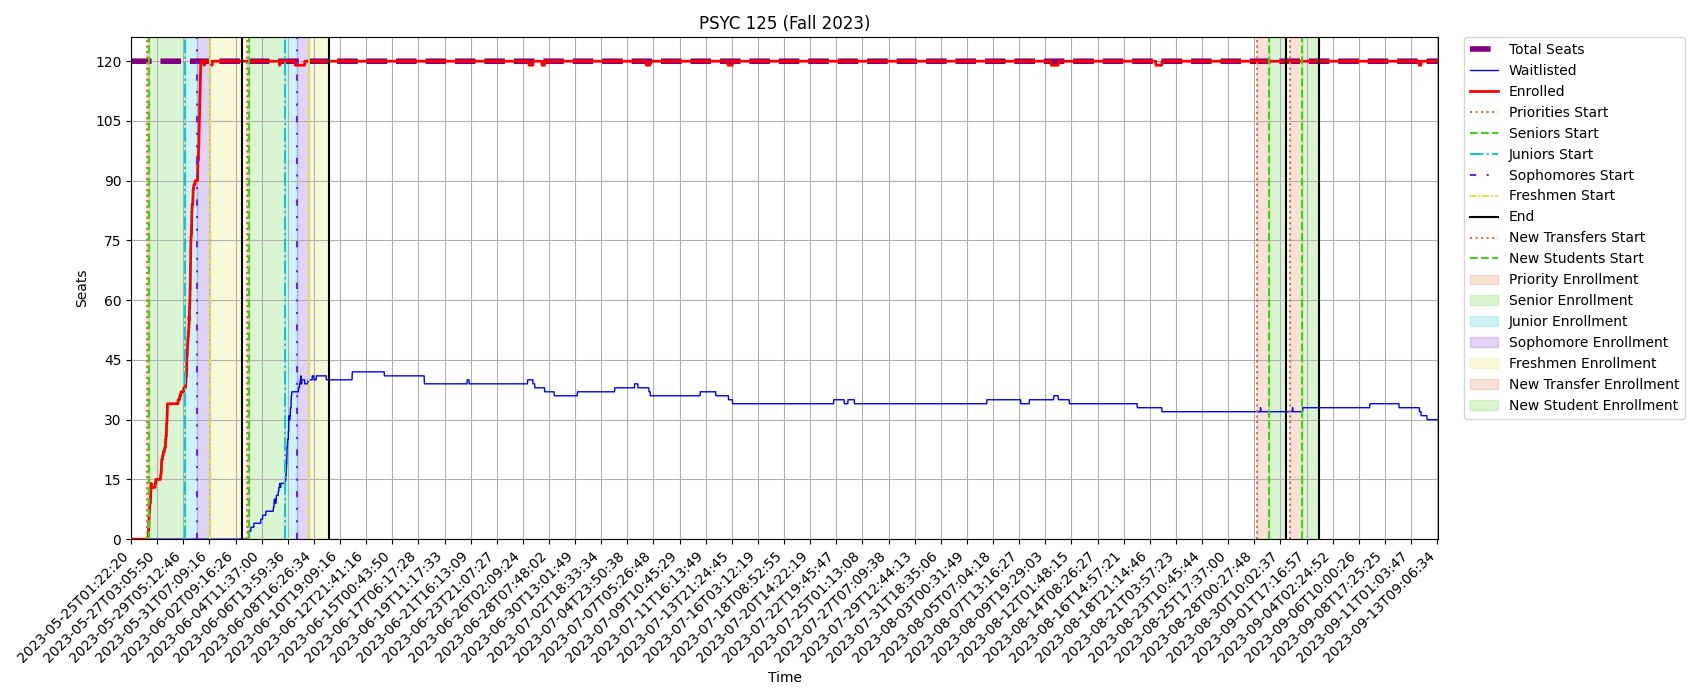 PSYC 125 (Fall 2023)
Seats
120
105
90
75
60
45
30
15
0
2023-05-25T01:22:20
2023-05-27T03:05:50
2023-05-29T05:12:46
2023-05-31T07:09:16
2023-06-02T09:16:26
2023-06-04T11:37:00
2023-06-06T13:59:36
2023-06-08T16:26:34
2023-06-10T19:09:16
2023-06-12T21:41:16
2023-06-15T00:43:50
2023-06-17T06:17:28
2023-06-19T11:17:33
2023-06-21T16:13:09
2023-06-23T21:07:27
2023-06-26T02:09:24
2023-06-28T07:48:02
2023-06-30T13:01:49
2023-07-02T18:33:34
2023-07-04T23:50:38
2023-07-07T05:26:48
2023-07-09T10:45:29
2023-07-11T16:13:49
2023-07-13T21:24:45
2023-07-16T03:12:19
2023-07-18T08:52:55
2023-07-20T14:22:19
2023-07-22T19:45:47
2023-07-25T01:13:08
2023-07-27T07:09:38
2023-07-29T12:44:13
2023-07-31T18:35:06
2023-08-03T00:31:49
2023-08-05T07:04:18
2023-08-07T13:16:27
2023-08-09T19:29:03
2023-08-12T01:48:15
2023-08-14T08:26:27
2023-08-16T14:57:21
2023-08-18T21:14:46
2023-08-21T03:57:23
2023-08-23T10:45:44
2023-08-25T17:37:00
2023-08-28T00:27:48
2023-08-30T10:02:37
2023-09-01T17:16:57
2023-09-04T02:24:52
2023-09-06T10:00:26
2023-09-08T17:25:25
2023-09-11T01:03:47
2023-09-13T09:06:34
Time
Total Seats
Waitlisted
Enrolled
Priorities Start
Seniors Start
Juniors Start
Sophomores Start
Freshmen Start
End
New Transfers Start
New Students Start
Priority Enrollment
Senior Enrollment
Junior Enrollment
Sophomore Enrollment
Freshmen Enrollment
New Transfer Enrollment
New Student Enrollment